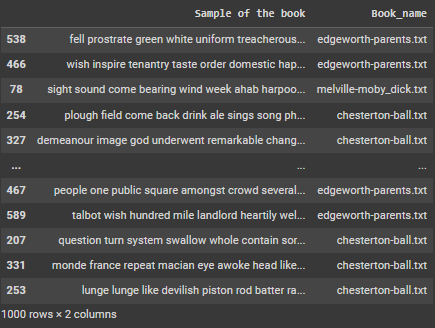 Sample of the book Book_name
538 fell prostrate green white uniform treacherous... edgeworth-parents.txt
466 wish inspire tenantry taste order domestic hap... edgeworth-parents.txt
78 sight sound come bearing wind week ahab harpoo... melville-moby_dick.txt
254 plough field come back drink ale sings song ph... chesterton-ball.txt
327 demeanour image god underwent remarkable chang... chesterton-ball.txt
... ... ...
467 people one public square amongst crowd several... edgeworth-parents.txt
589 talbot wish hundred mile landlord heartily wel... edgeworth-parents.txt
207 question turn system swallow whole contain sor... chesterton-ball.txt
331 monde france repeat macian eye awoke head like... chesterton-ball.txt
253 lunge lunge like devilish piston rod batter ra... chesterton-ball.txt
1000 rows × 2 columns